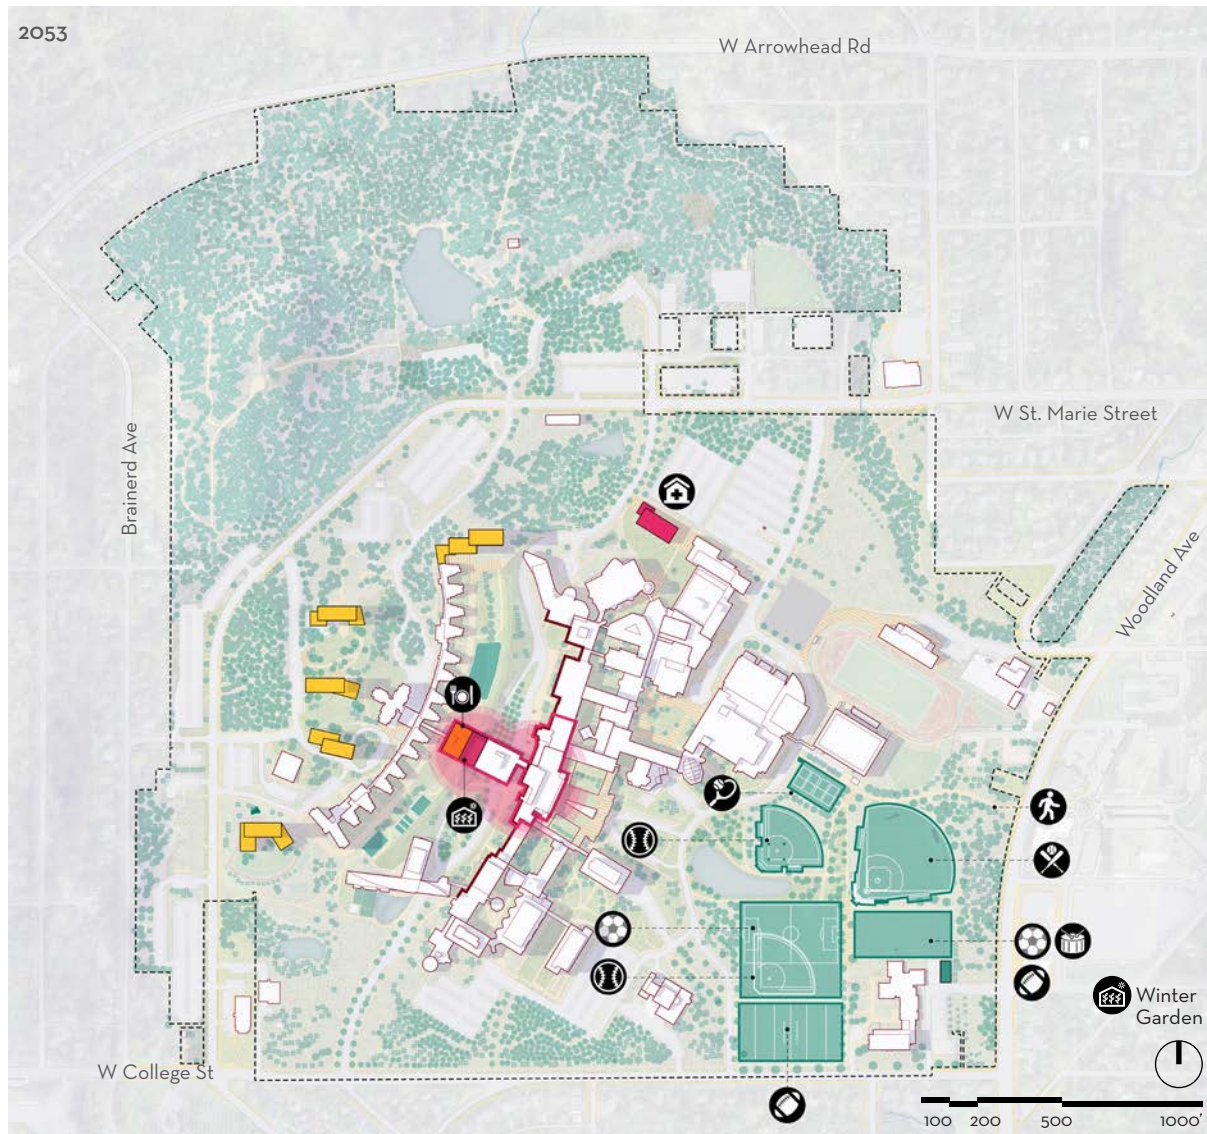 2053
W Arrowhead Rd
W St. Marie Street
Brainerd Ave
Woodland Ave
Winter
Garden
W College St
100 200 500 1000'